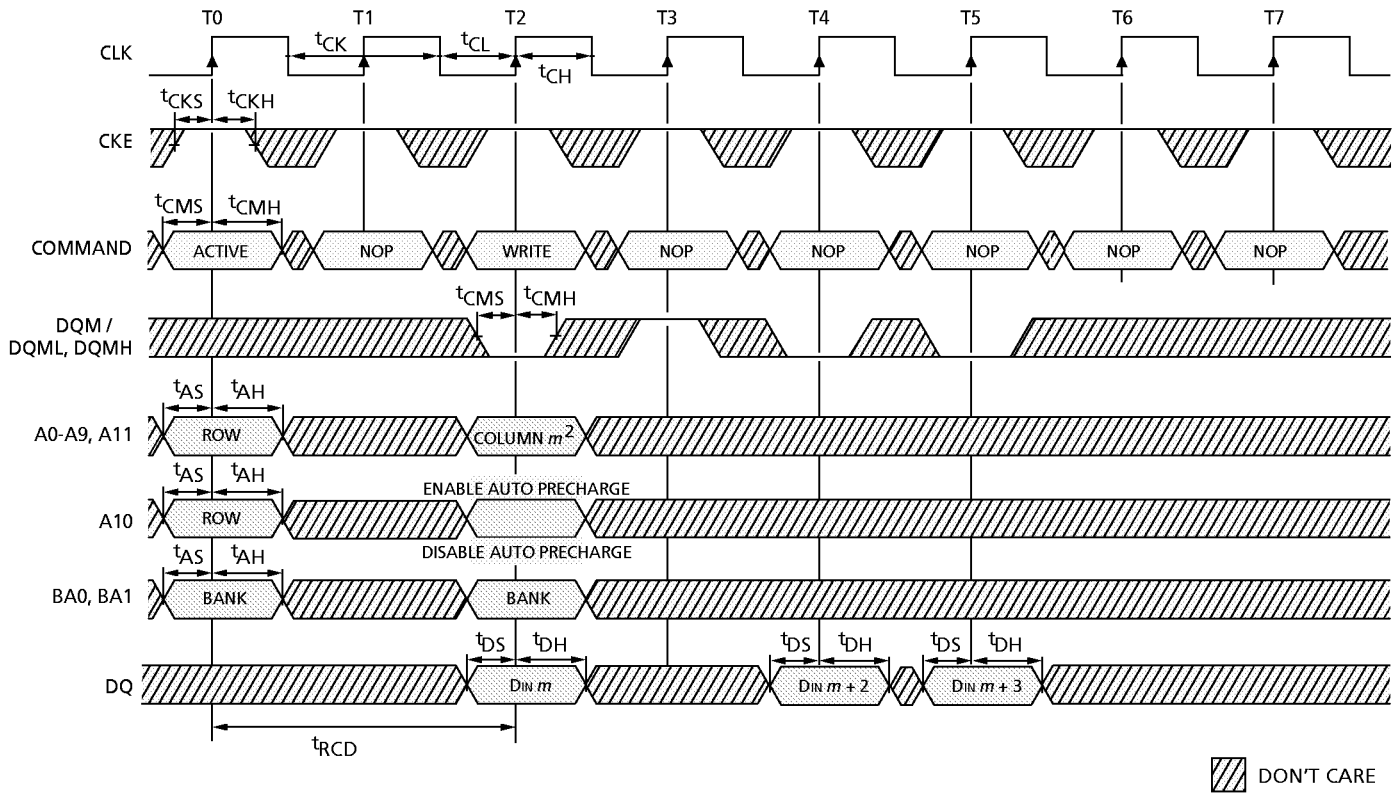 T0 T1 T2 T3 T4 T5 T6 T7
CLK tCK tCL tCH
tCKS tCKH
CKE
tCMS tCMH
COMMAND ACTIVE NOP WRITE NOP NOP NOP NOP NOP
tCMS tCMH
DQM /
DQML, DQMH
tAS tAH
A0-A9, A11 ROW COLUMN m2
tAS tAH
ENABLE AUTO PRECHARGE
A10 ROW
DISABLE AUTO PRECHARGE
tAS tAH
BA0, BA1 BANK BANK
tDS tDH tDS tDH tDS tDH
DQ DIN m DIN m + 2 DIN m + 3
tRCD
DON'T CARE